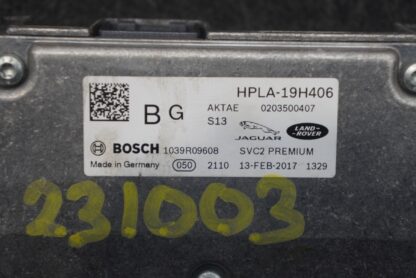 HPLA-19H406
B G AKTAE 0203500407
S13
JAGUAR LAND-ROVER
BOSCH 1039R09608 SVC2 PREMIUM
Made in Germany 050 2110 13-FEB-2017 1329
231003